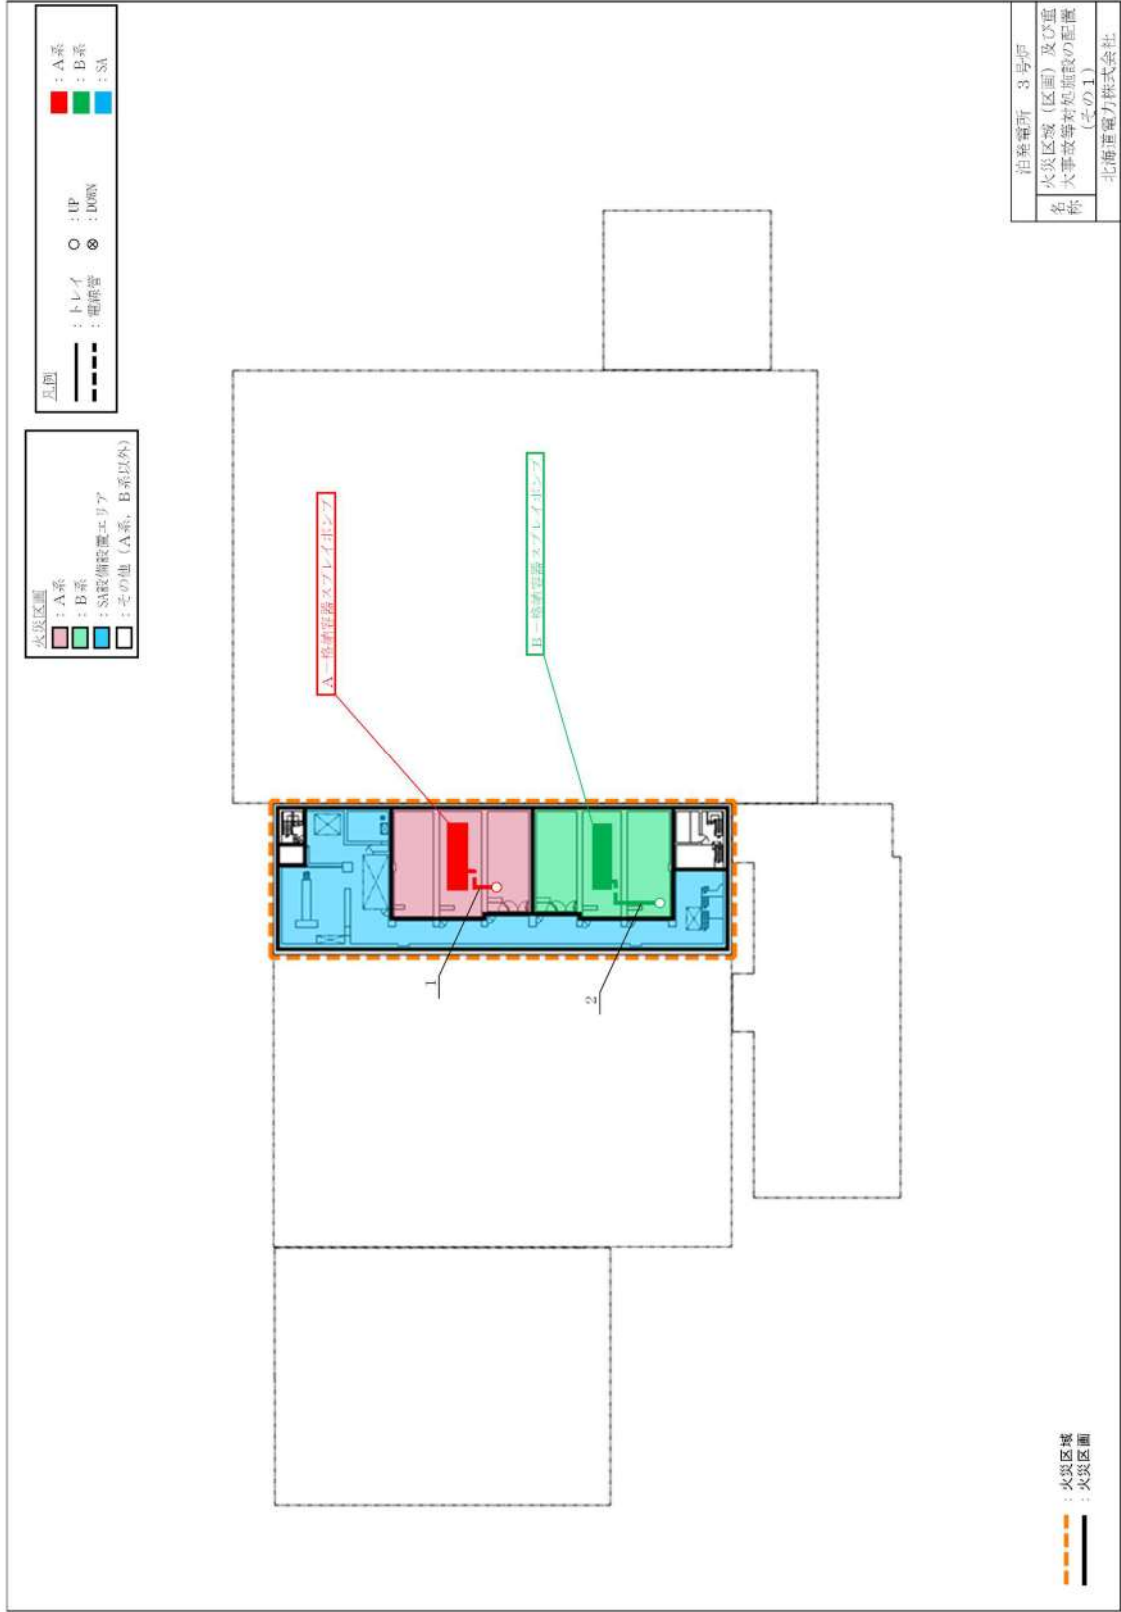 火災区画
：A系
：B系
：SA設備設置エリア
：その他（A系，B系以外）
凡例
：トレイ
：電線管
：UP
：DOWN
：A系
：B系
：SA
A－格納容器スプレイポンプ
B－格納容器スプレイポンプ
1
2
：火災区域
：火災区画
泊発電所　3号炉
名称
火災区域（区画）及び重
大事故等対処施設の配置
（その1）
北海道電力株式会社